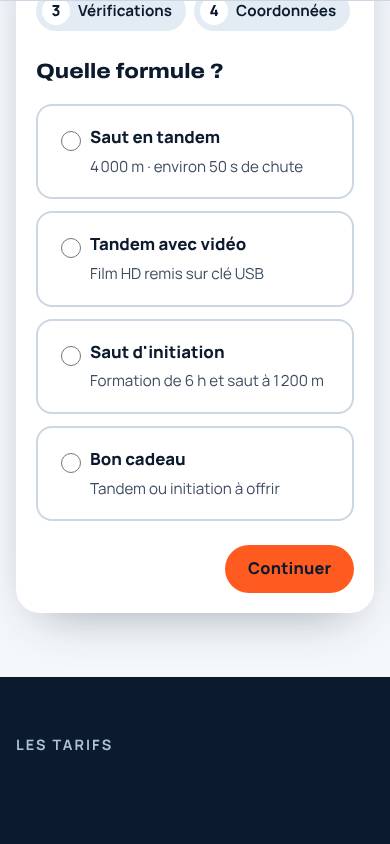 3 Vérifications 4 Coordonnées
Quelle formule ?
Saut en tandem
4 000 m · environ 50 s de chute
Tandem avec vidéo
Film HD remis sur clé USB
Saut d'initiation
Formation de 6 h et saut à 1 200 m
Bon cadeau
Tandem ou initiation à offrir
Continuer
LES TARIFS